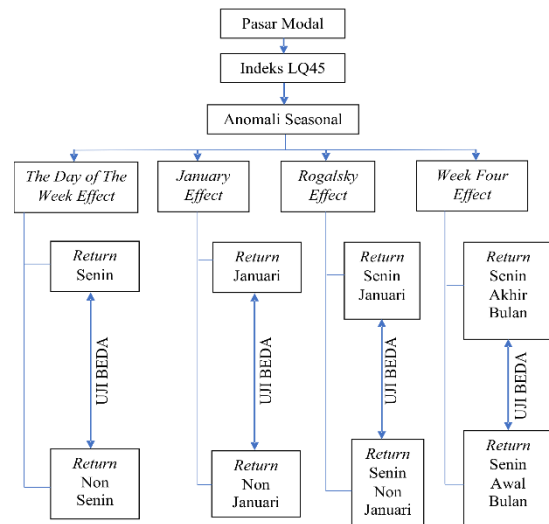 Pasar Modal
Indeks LQ45
Anomali Seasonal
The Day of The
Week Effect
January
Effect
Rogalsky
Effect
Week Four
Effect
Return
Senin
Return
Januari
Return
Senin
Januari
Return
Senin
Akhir
Bulan
UJI BEDA
UJI BEDA
UJI BEDA
UJI BEDA
Return
Non
Senin
Return
Non
Januari
Return
Senin
Non
Januari
Return
Senin
Awal
Bulan